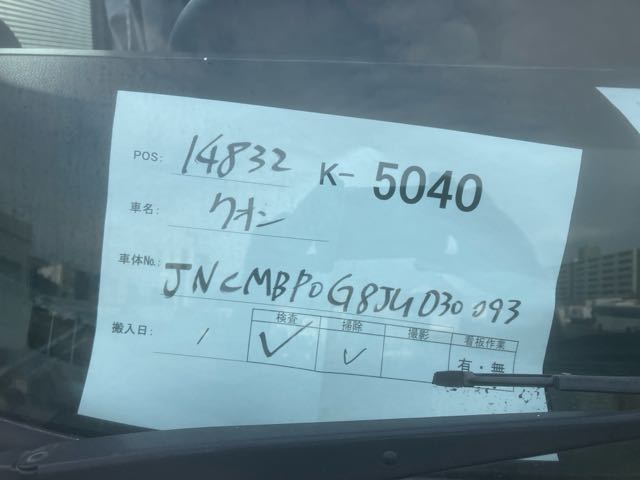 POS: 14832 K- 5040
車名: クオン
車体No.: JNCMBP0G8JU030093
搬入日: / 検査 掃除 撮影 看板作業
✓ ✓ 有・無